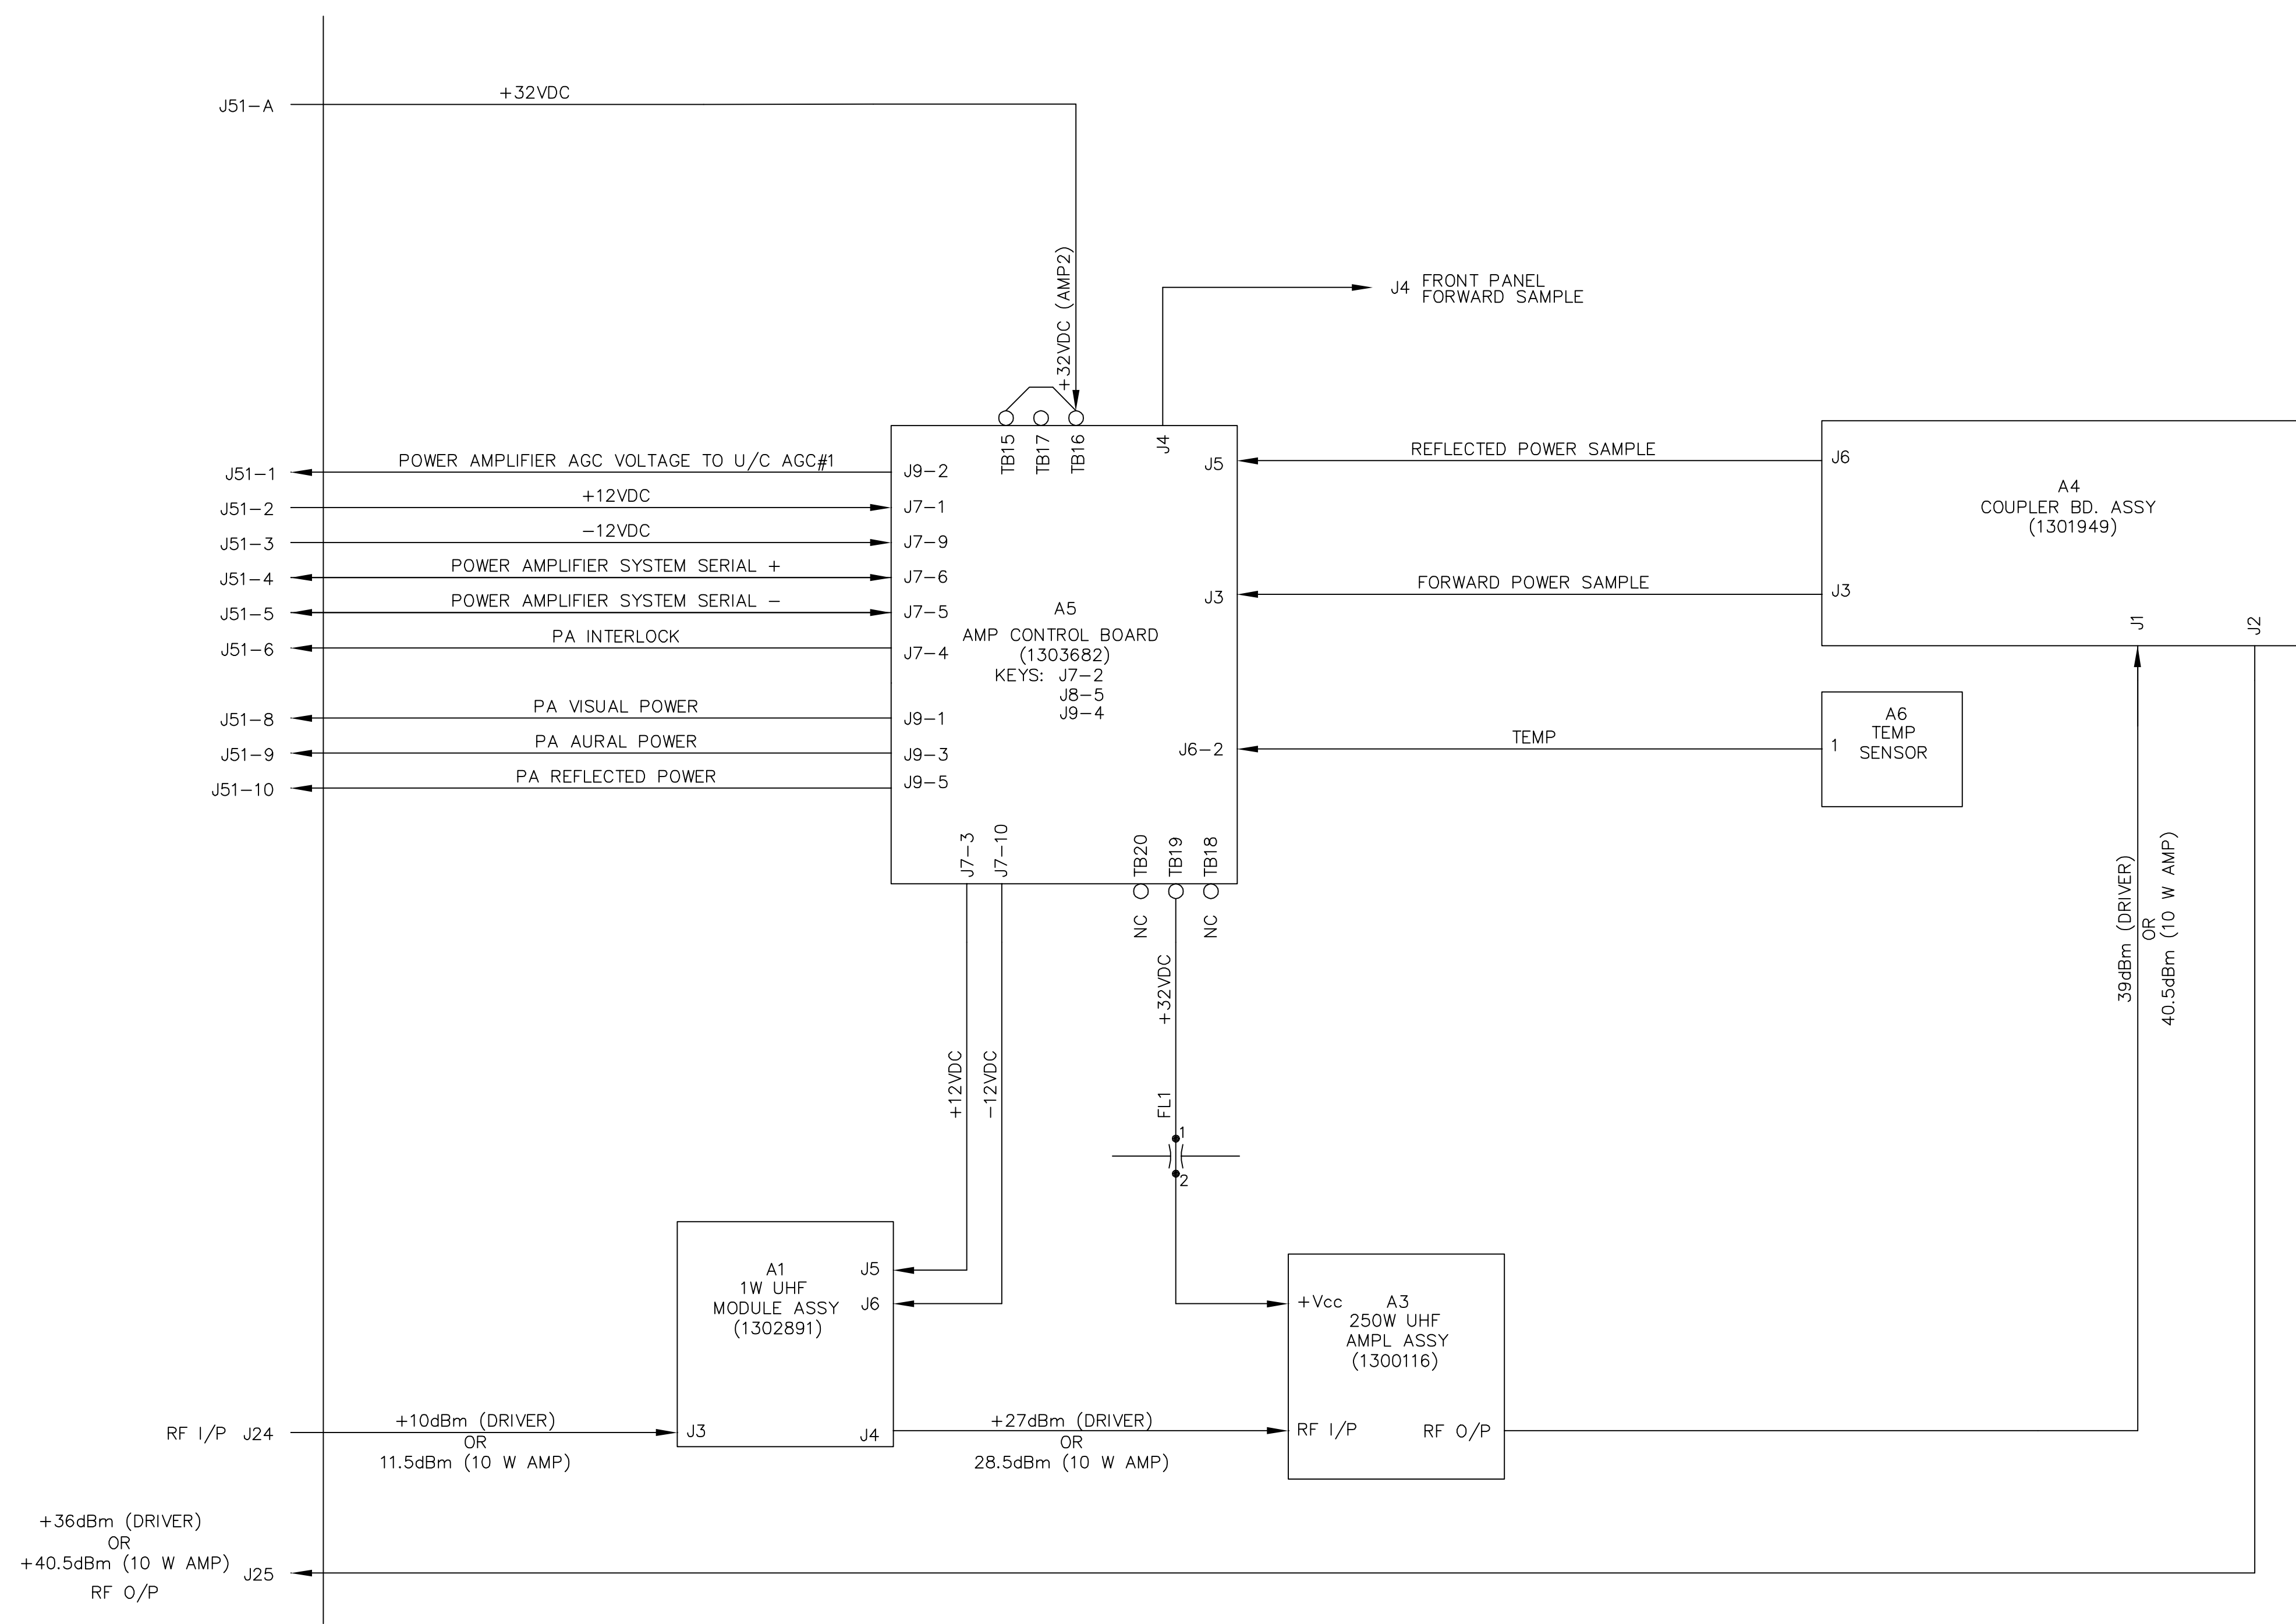 J51-A
+32VDC
+32VDC (AMP2)
J4
FRONT PANEL
FORWARD SAMPLE
TB15
TB17
TB16
J4
J51-1
POWER AMPLIFIER AGC VOLTAGE TO U/C AGC#1
J9-2
J51-2
+12VDC
J7-1
J51-3
-12VDC
J7-9
J51-4
POWER AMPLIFIER SYSTEM SERIAL +
J7-6
J51-5
POWER AMPLIFIER SYSTEM SERIAL -
J7-5
J51-6
PA INTERLOCK
J7-4
J51-8
PA VISUAL POWER
J9-1
J51-9
PA AURAL POWER
J9-3
J51-10
PA REFLECTED POWER
J9-5
A5
AMP CONTROL BOARD
(1303682)
KEYS: J7-2
J8-5
J9-4
J5
REFLECTED POWER SAMPLE
J6
J3
FORWARD POWER SAMPLE
J3
A4
COUPLER BD. ASSY
(1301949)
J1
J2
J6-2
TEMP
1
A6
TEMP
SENSOR
J7-3
J7-10
TB20
TB19
TB18
NC
NC
+32VDC
+12VDC
-12VDC
FL1
1
2
39dBm (DRIVER)
OR
40.5dBm (10 W AMP)
A1
1W UHF
MODULE ASSY
(1302891)
J5
J6
J3
J4
+Vcc
A3
250W UHF
AMPL ASSY
(1300116)
RF I/P
RF O/P
RF I/P J24
+10dBm (DRIVER)
OR
11.5dBm (10 W AMP)
+27dBm (DRIVER)
OR
28.5dBm (10 W AMP)
+36dBm (DRIVER)
OR
+40.5dBm (10 W AMP)
RF O/P
J25